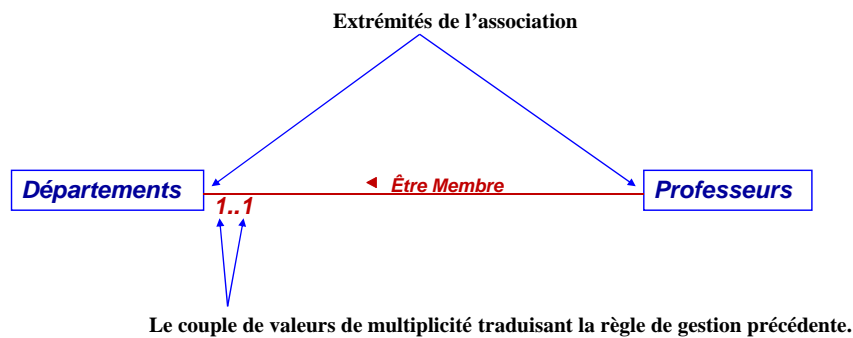 Extrémités de l'association
Départements
◄ Être Membre
Professeurs
1..1
Le couple de valeurs de multiplicité traduisant la règle de gestion précédente.